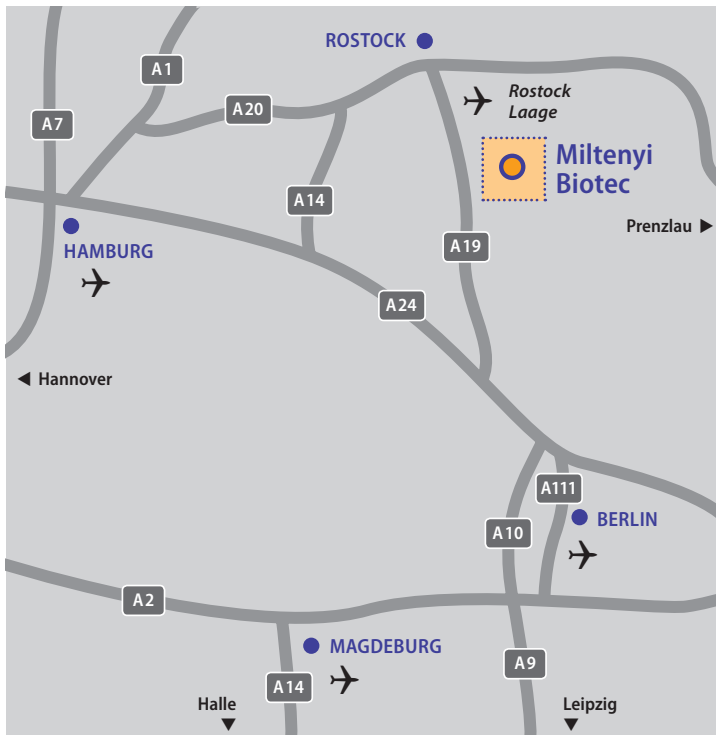 ROSTOCK
A1
Rostock
Laage
A20
A7
Miltenyi
Biotec
A14
Prenzlau
A19
HAMBURG
A24
Hannover
A111
BERLIN
A10
A2
MAGDEBURG
A9
A14
Halle
Leipzig